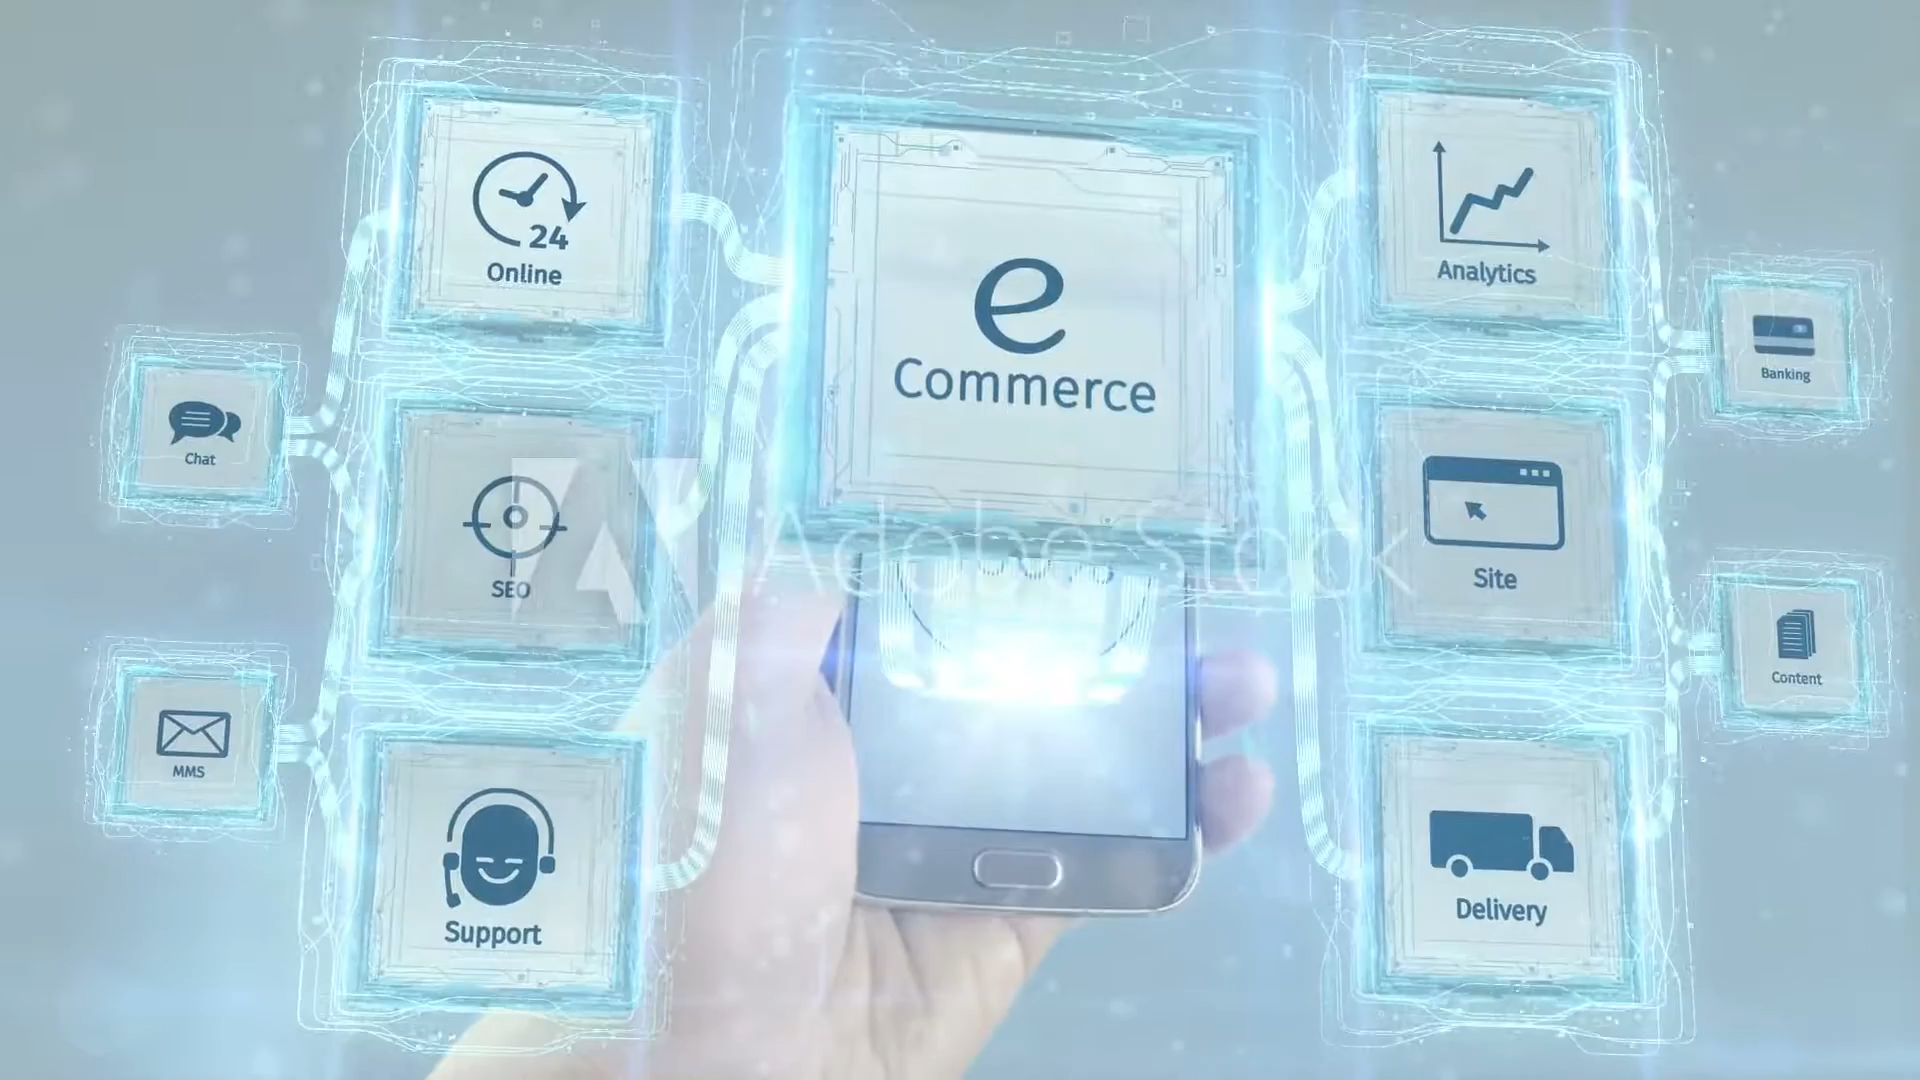 24
Online
e
Commerce
Analytics
Banking
Chat
SEO
Adobe Stock
Site
Content
MMS
Support
Delivery